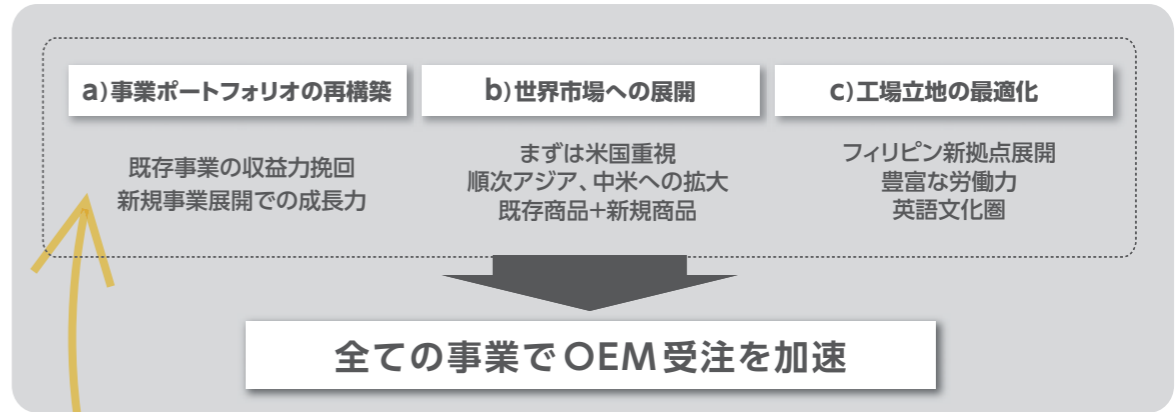 a)事業ポートフォリオの再構築
既存事業の収益力挽回
新規事業展開での成長力
b)世界市場への展開
まずは米国重視
順次アジア、中米への拡大
既存商品+新規商品
c)工場立地の最適化
フィリピン新拠点展開
豊富な労働力
英語文化圏
全ての事業でOEM受注を加速